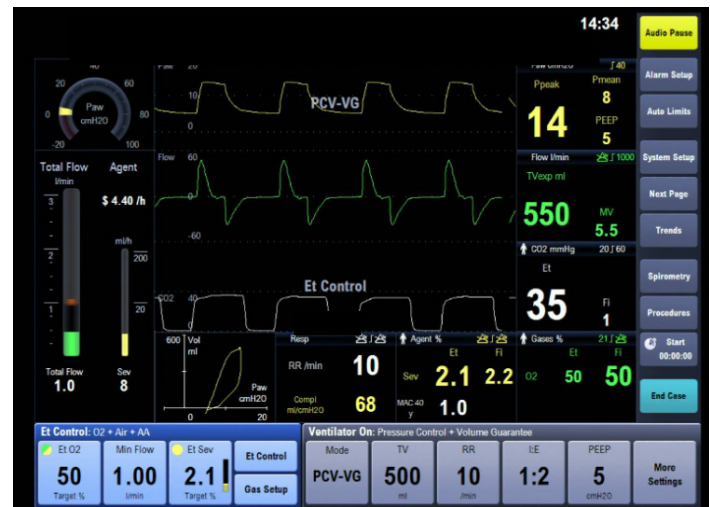 14:34
Audio Pause
40
20
60
0
80
-20
100
Paw
cmH2O
Paw 20
10
0
PCV-VG
Paw cmH2O
40
Ppeak
14
Pmean
8
PEEP
5
Alarm Setup
Auto Limits
Total Flow
l/min
3
2
1
Total Flow
1.0
Agent
$ 4.40 /h
ml/h
200
20
Sev
8
Flow 60
0
-60
Flow l/min
1000
TVexp ml
550
MV
5.5
System Setup
Next Page
Trends
Et Control
CO2 40
0
CO2 mmHg 20 60
Et
35
Fi
1
Spirometry
Procedures
600 Vol
ml
Paw
cmH2O
0
20
Resp
RR /min 10
Compl
ml/cmH2O
68
Agent %
Et Fi
Sev 2.1 2.2
MAC 40
y
1.0
Gases % 21
Et Fi
O2 50 50
Start
00:00:00
End Case
Et Control: O2 + Air + AA
Et O2
50
Target %
Min Flow
1.00
l/min
Et Sev
2.1
Target %
Et Control
Gas Setup
Ventilator On: Pressure Control + Volume Guarantee
Mode
PCV-VG
TV
500
ml
RR
10
/min
I:E
1:2
PEEP
5
cmH2O
More
Settings